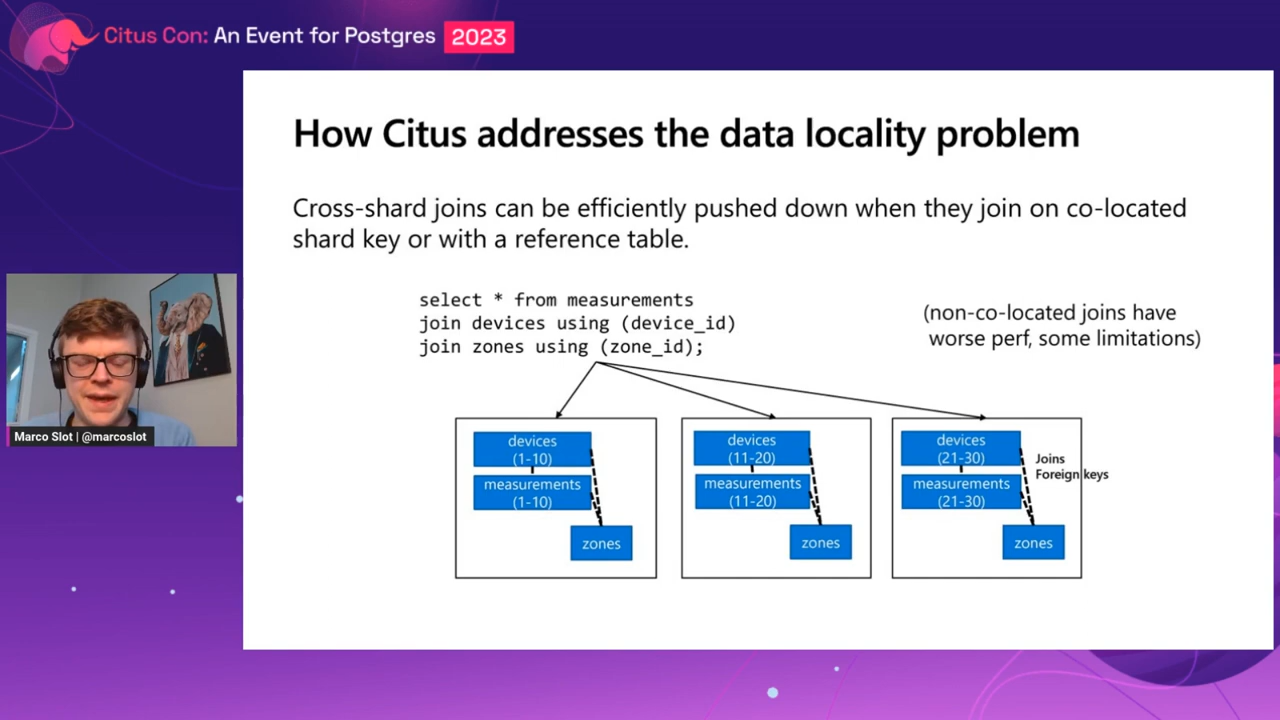 Citus Con: An Event for Postgres 2023
How Citus addresses the data locality problem
Cross-shard joins can be efficiently pushed down when they join on co-located
shard key or with a reference table.
select * from measurements
join devices using (device_id)
join zones using (zone_id);
(non-co-located joins have
worse perf, some limitations)
devices
(1-10)
measurements
(1-10)
zones
devices
(11-20)
measurements
(11-20)
zones
devices
(21-30)
measurements
(21-30)
zones
Joins
Foreign keys
Marco Slot | @marcoslot